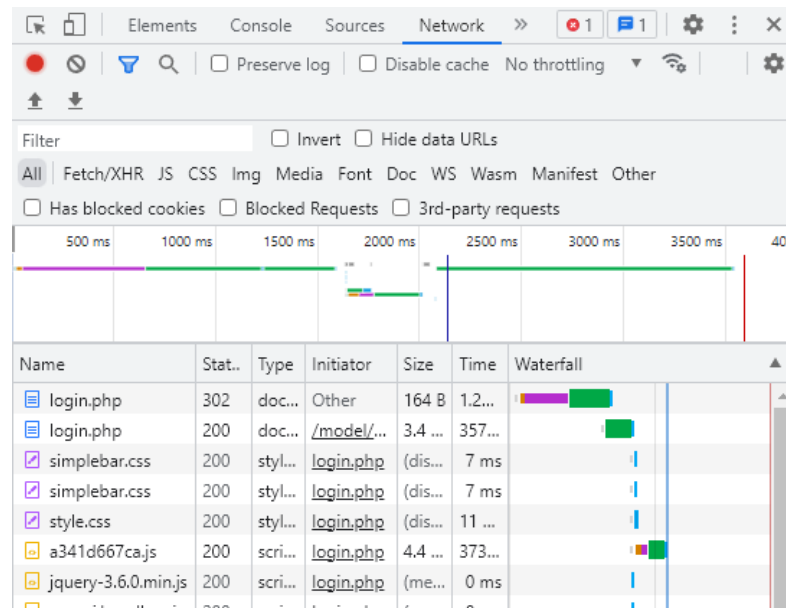 Elements Console Sources Network » 1 1
Preserve log Disable cache No throttling
Filter Invert Hide data URLs
All Fetch/XHR JS CSS Img Media Font Doc WS Wasm Manifest Other
Has blocked cookies Blocked Requests 3rd-party requests
500 ms 1000 ms 1500 ms 2000 ms 2500 ms 3000 ms 3500 ms 40
Name Stat.. Type Initiator Size Time Waterfall
login.php 302 doc... Other 164 B 1.2...
login.php 200 doc... /model/... 3.4 ... 357...
simplebar.css 200 styl... login.php (dis... 7 ms
simplebar.css 200 styl... login.php (dis... 7 ms
style.css 200 styl... login.php (dis... 11 ...
a341d667ca.js 200 scri... login.php 4.4 ... 373...
jquery-3.6.0.min.js 200 scri... login.php (me... 0 ms